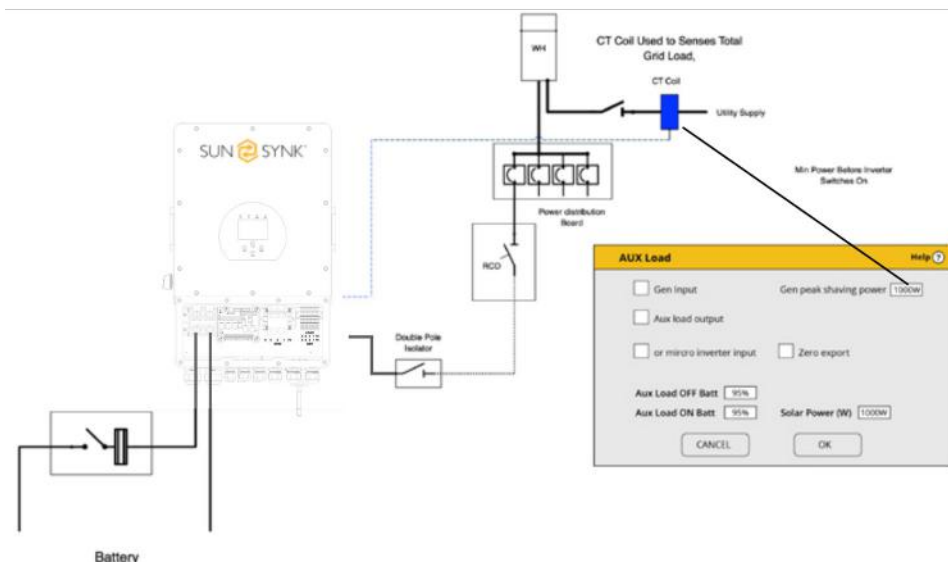 CT Coil Used to Senses Total
Grid Load,
WH
CT Coil
Utility Supply
SUN SYNK
Min Power Before Inverter
Switches On
Power distribution
Board
RCD
Double Pole
Isolator
AUX Load
Help ?
Gen input
Gen peak shaving power 1000W
Aux load output
or mircro inverter input
Zero export
Aux Load OFF Batt 95%
Aux Load ON Batt 95%
Solar Power (W) 1000W
CANCEL
OK
Battery